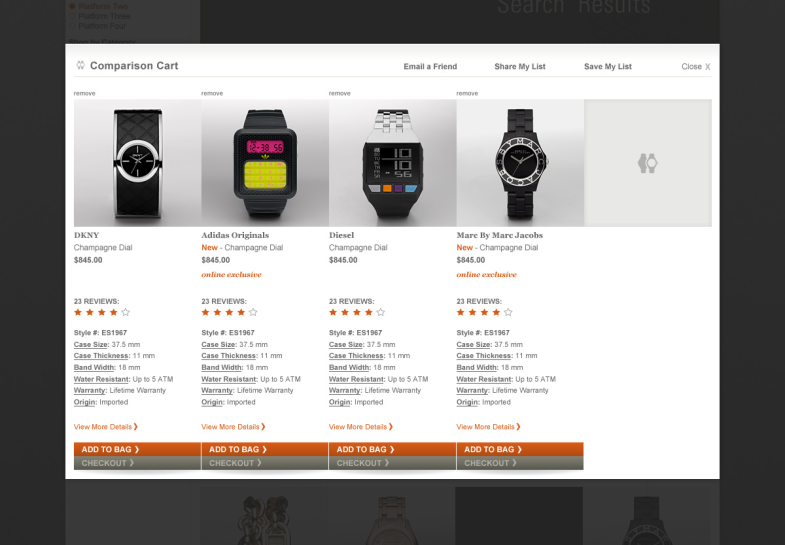 Platform Two
Platform Three
Platform Four
Search Results
Shop by Category
Comparison Cart
Email a Friend
Share My List
Save My List
Close X
remove
remove
remove
remove
DKNY
Champagne Dial
$845.00
23 REVIEWS:
Style #: ES1967
Case Size: 37.5 mm
Case Thickness: 11 mm
Band Width: 18 mm
Water Resistant: Up to 5 ATM
Warranty: Lifetime Warranty
Origin: Imported
View More Details ❯
ADD TO BAG ❯
CHECKOUT ❯
12-38 56
adidas
Adidas Originals
New - Champagne Dial
$845.00
online exclusive
23 REVIEWS:
Style #: ES1967
Case Size: 37.5 mm
Case Thickness: 11 mm
Band Width: 18 mm
Water Resistant: Up to 5 ATM
Warranty: Lifetime Warranty
Origin: Imported
View More Details ❯
ADD TO BAG ❯
CHECKOUT ❯
10
10
56
Diesel
Champagne Dial
$845.00
23 REVIEWS:
Style #: ES1967
Case Size: 37.5 mm
Case Thickness: 11 mm
Band Width: 18 mm
Water Resistant: Up to 5 ATM
Warranty: Lifetime Warranty
Origin: Imported
View More Details ❯
ADD TO BAG ❯
CHECKOUT ❯
Marc By Marc Jacobs
New - Champagne Dial
$845.00
online exclusive
23 REVIEWS:
Style #: ES1967
Case Size: 37.5 mm
Case Thickness: 11 mm
Band Width: 18 mm
Water Resistant: Up to 5 ATM
Warranty: Lifetime Warranty
Origin: Imported
View More Details ❯
ADD TO BAG ❯
CHECKOUT ❯